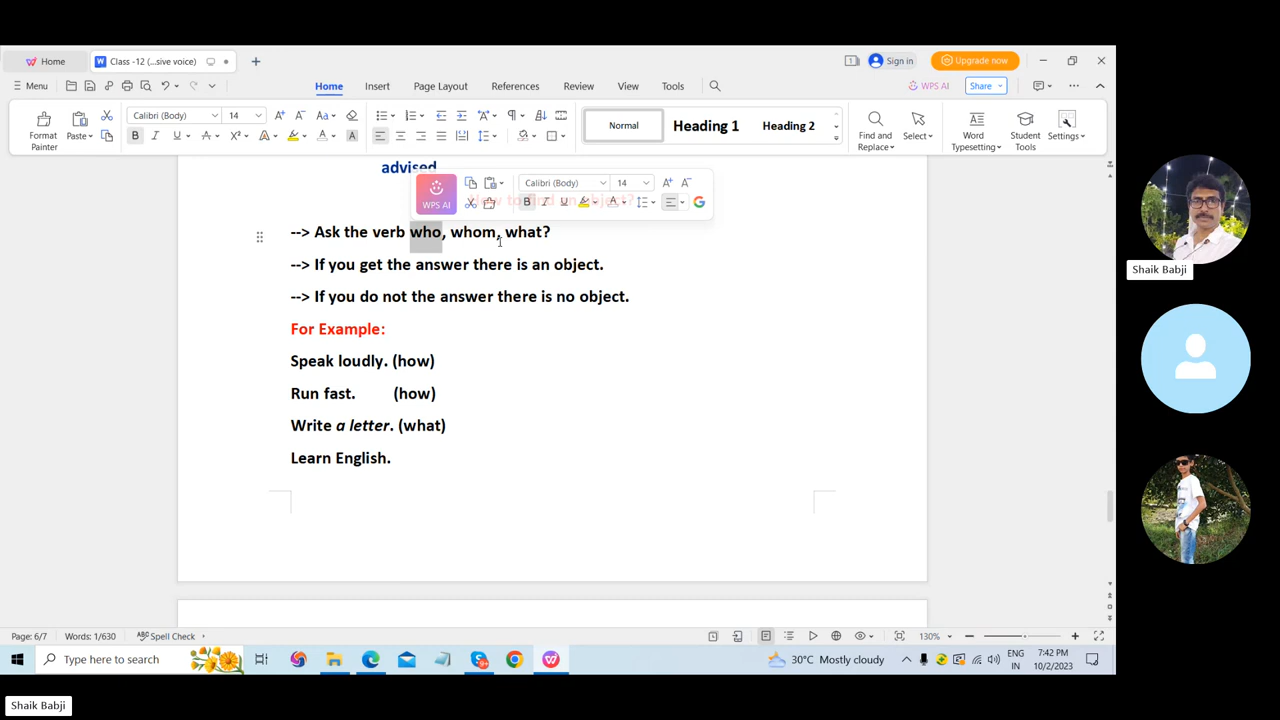 Home
Class -12 (...sive voice)
Sign in
Upgrade now
Menu
Home
Insert
Page Layout
References
Review
View
Tools
WPS AI
Share
Format Painter
Paste
Calibri (Body)
14
Normal
Heading 1
Heading 2
Find and Replace
Select
Word Typesetting
Student Tools
Settings
advised
WPS AI
Calibri (Body)
14
to find an object?
--> Ask the verb who, whom, what?
--> If you get the answer there is an object.
--> If you do not the answer there is no object.
For Example:
Speak loudly. (how)
Run fast. (how)
Write a letter. (what)
Learn English.
Page: 6/7
Words: 1/630
Spell Check
130%
Type here to search
30°C Mostly cloudy
ENG
IN
7:42 PM
10/2/2023
Shaik Babji
Shaik Babji